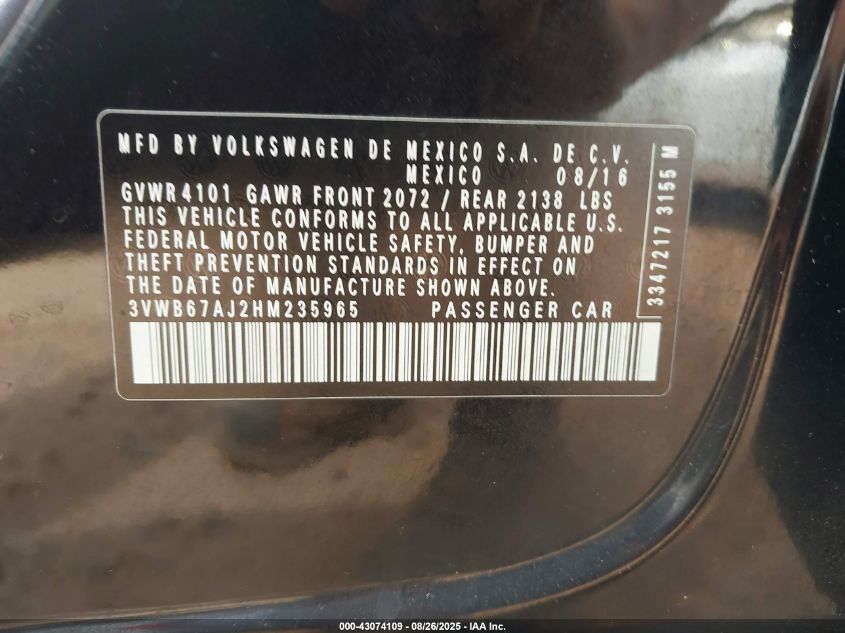 MFD BY VOLKSWAGEN DE MEXICO S.A. DE C.V.
MEXICO 08/16
GVWR4101 GAWR FRONT 2072 / REAR 2138 LBS
THIS VEHICLE CONFORMS TO ALL APPLICABLE U.S.
FEDERAL MOTOR VEHICLE SAFETY, BUMPER AND
THEFT PREVENTION STANDARDS IN EFFECT ON
THE DATE OF MANUFACTURE SHOWN ABOVE.
3VWB67AJ2HM235965 PASSENGER CAR
3347217 3155 M
000-43074109 - 08/26/2025 - IAA Inc.